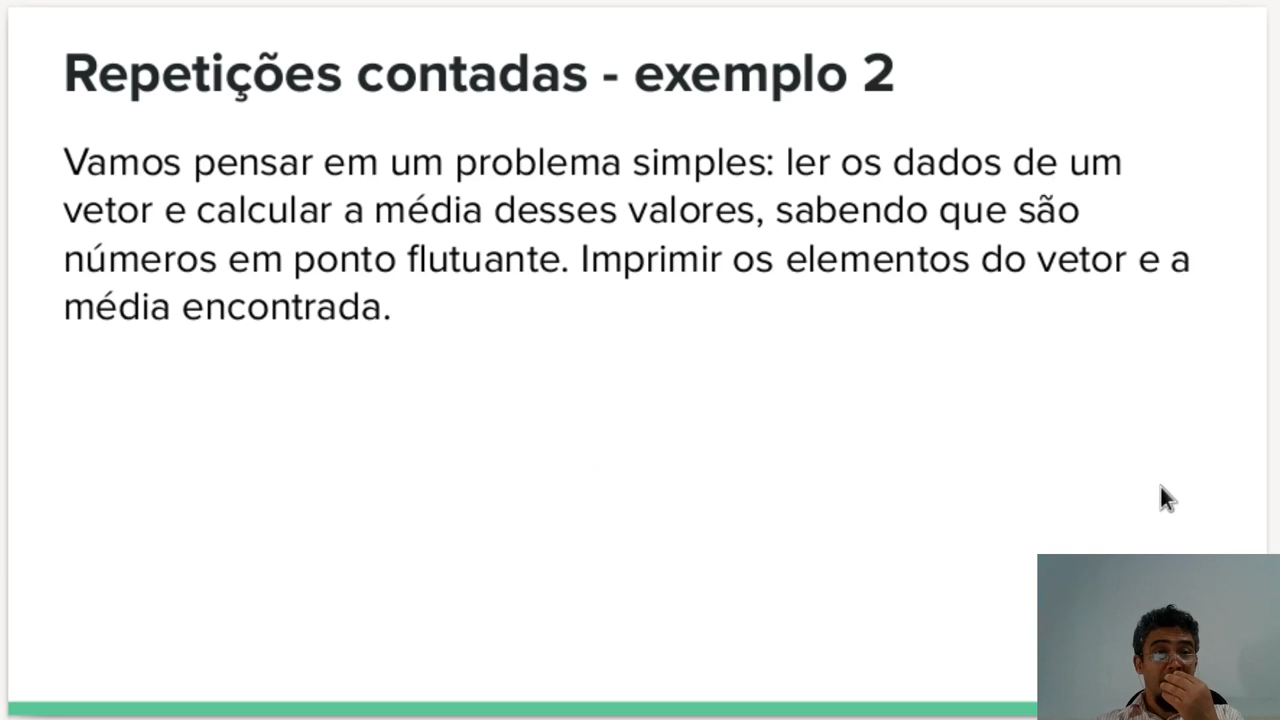 Repetições contadas - exemplo 2
Vamos pensar em um problema simples: ler os dados de um
vetor e calcular a média desses valores, sabendo que são
números em ponto flutuante. Imprimir os elementos do vetor e a
média encontrada.